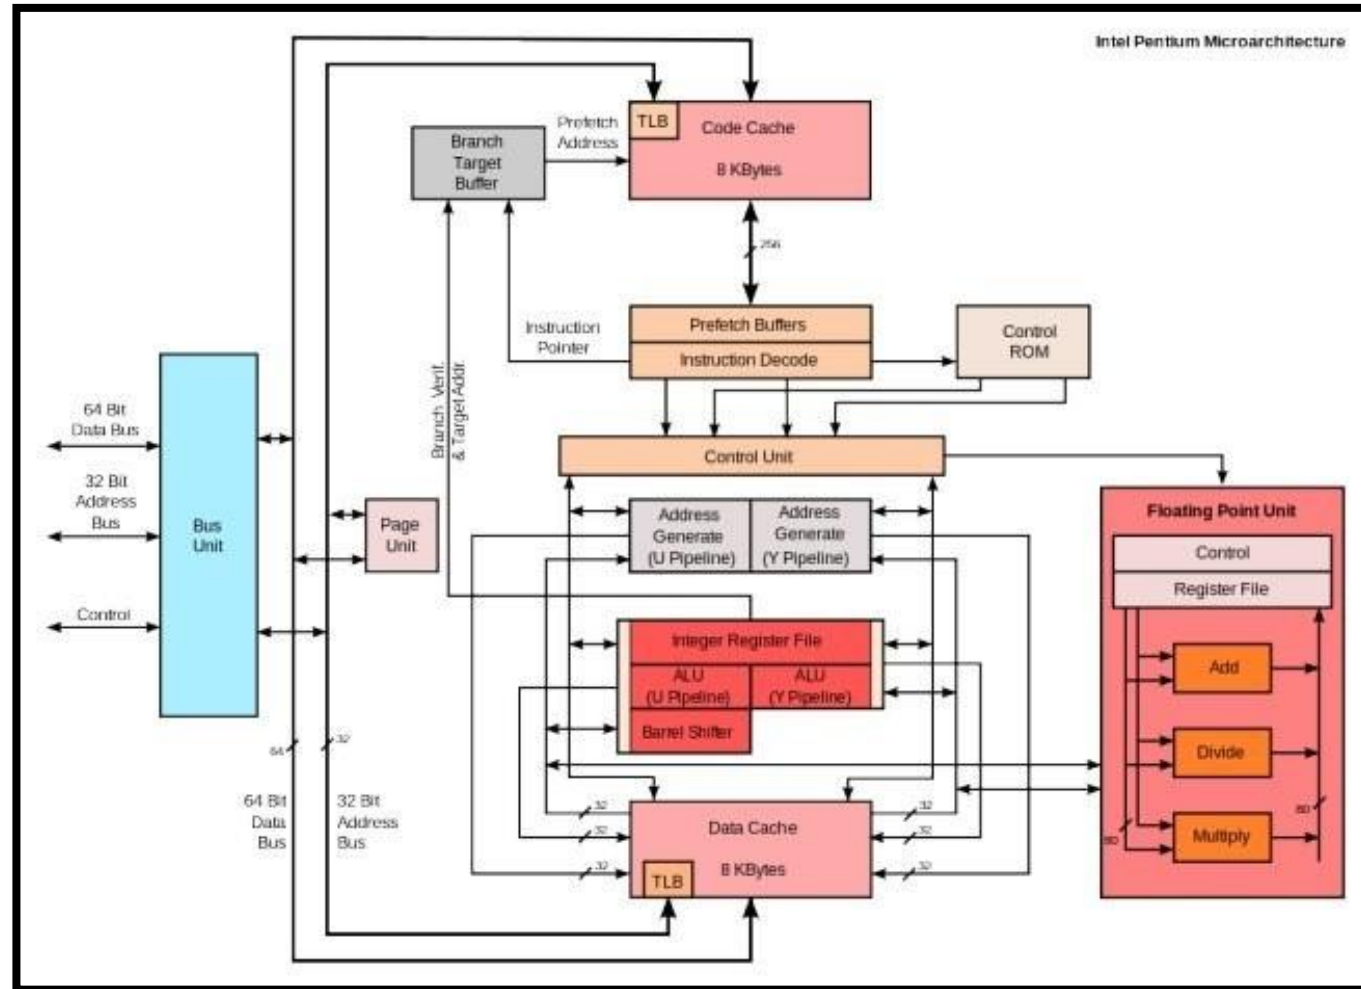 Intel Pentium Microarchitecture
TLB
Code Cache
8 KBytes
Prefetch
Address
Branch
Target
Buffer
256
Prefetch Buffers
Instruction Decode
Instruction
Pointer
Control
ROM
Branch Verif.
& Target Addr.
Control Unit
64 Bit
Data Bus
32 Bit
Address
Bus
Control
Bus
Unit
Page
Unit
Address
Generate
(U Pipeline)
Address
Generate
(Y Pipeline)
Integer Register File
ALU
(U Pipeline)
ALU
(Y Pipeline)
Barrel Shifter
Floating Point Unit
Control
Register File
Add
Divide
Multiply
80
80
64
32
64 Bit
Data
Bus
32 Bit
Address
Bus
32
32
32
32
32
32
Data Cache
8 KBytes
TLB